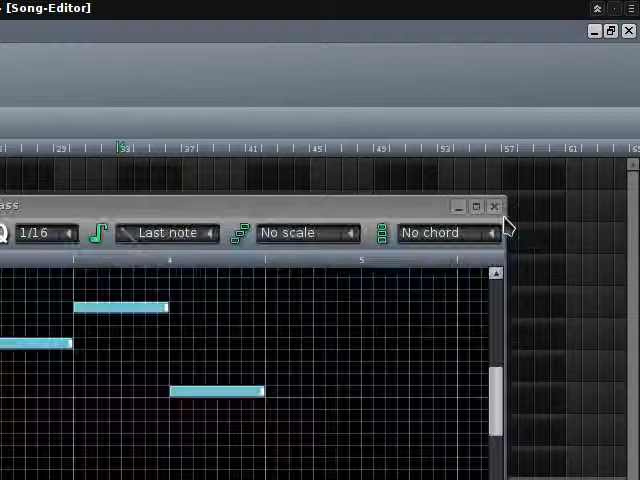 - [Song-Editor]
29 33 37 41 45 49 53 57 61 65
ass
Q 1/16 Last note No scale No chord
4 5